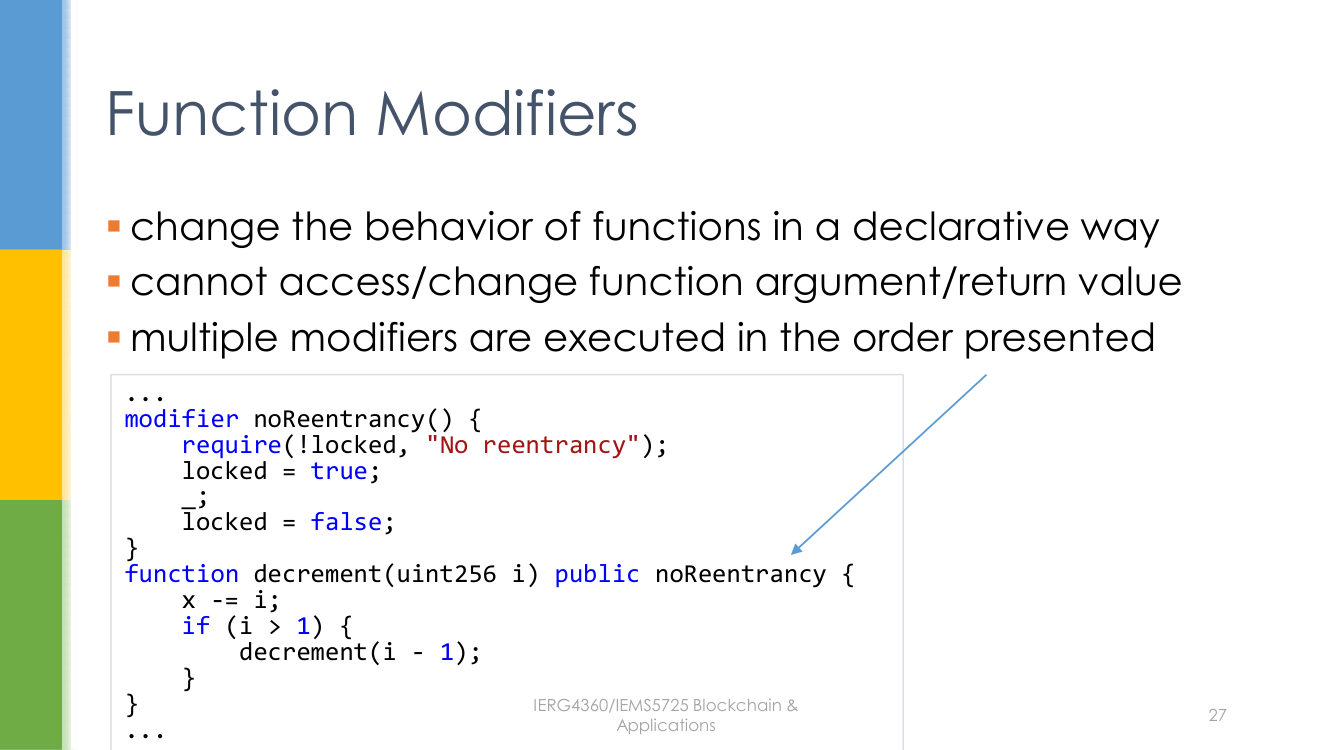 Function Modifiers
change the behavior of functions in a declarative way
cannot access/change function argument/return value
multiple modifiers are executed in the order presented
...
modifier noReentrancy() {
    require(!locked, "No reentrancy");
    locked = true;
    _;
    locked = false;
}
function decrement(uint256 i) public noReentrancy {
    x -= i;
    if (i > 1) {
        decrement(i - 1);
    }
}
...
IERG4360/IEMS5725 Blockchain &
Applications
27